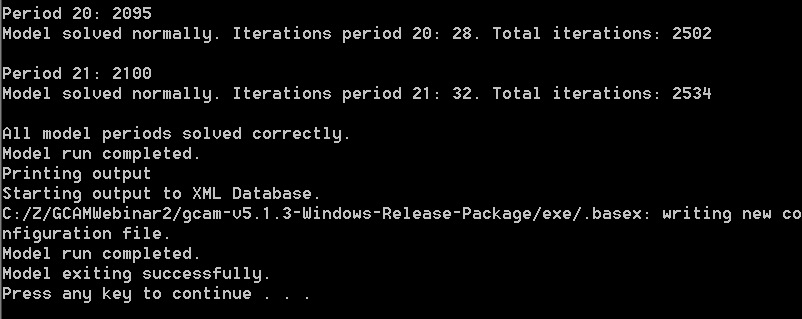 Period 20: 2095
Model solved normally. Iterations period 20: 28. Total iterations: 2502
Period 21: 2100
Model solved normally. Iterations period 21: 32. Total iterations: 2534
All model periods solved correctly.
Model run completed.
Printing output
Starting output to XML Database.
C:/Z/GCAMWebinar2/gcam-v5.1.3-Windows-Release-Package/exe/.basex: writing new co
nfiguration file.
Model run completed.
Model exiting successfully.
Press any key to continue . . .